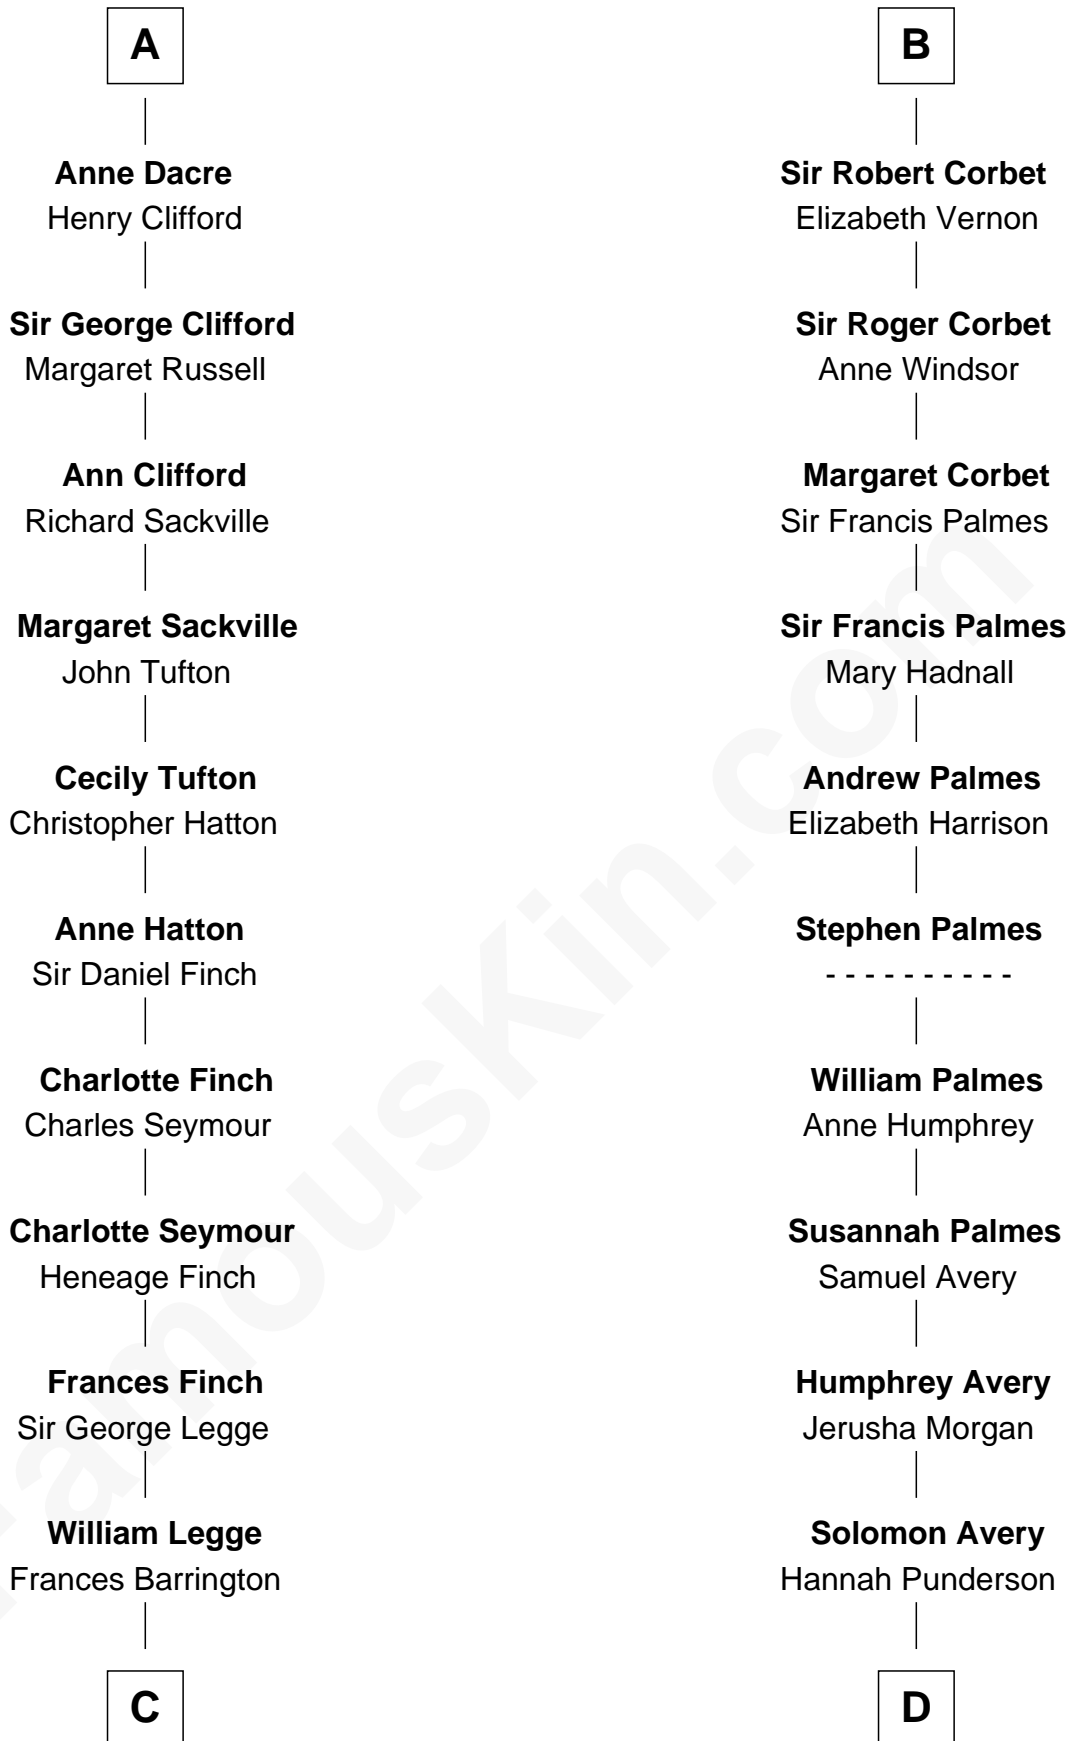 A
Anne Dacre
Henry Clifford
Sir George Clifford
Margaret Russell
Ann Clifford
Richard Sackville
Margaret Sackville
John Tufton
Cecily Tufton
Christopher Hatton
Anne Hatton
Sir Daniel Finch
Charlotte Finch
Charles Seymour
Charlotte Seymour
Heneage Finch
Frances Finch
Sir George Legge
William Legge
Frances Barrington
C
B
Sir Robert Corbet
Elizabeth Vernon
Sir Roger Corbet
Anne Windsor
Margaret Corbet
Sir Francis Palmes
Sir Francis Palmes
Mary Hadnall
Andrew Palmes
Elizabeth Harrison
Stephen Palmes
- - - - - - - - - -
William Palmes
Anne Humphrey
Susannah Palmes
Samuel Avery
Humphrey Avery
Jerusha Morgan
Solomon Avery
Hannah Punderson
D
FamousKin.com